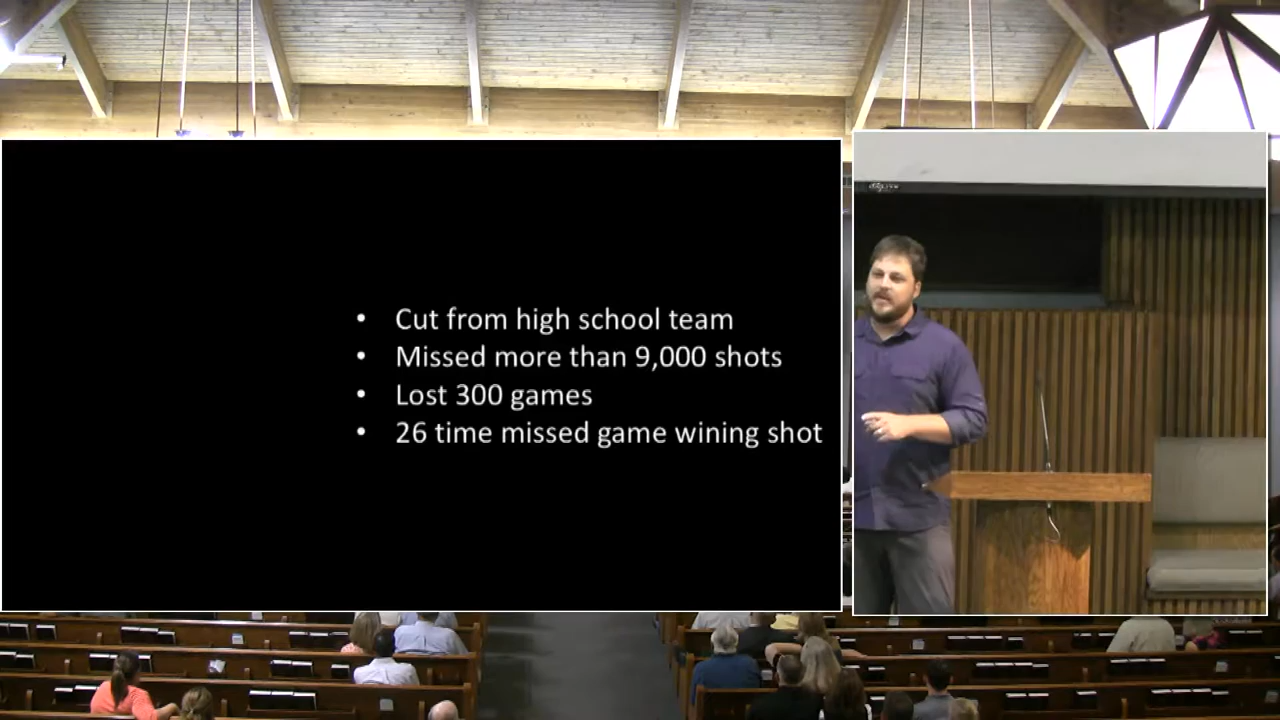 • Cut from high school team
• Missed more than 9,000 shots
• Lost 300 games
• 26 time missed game wining shot